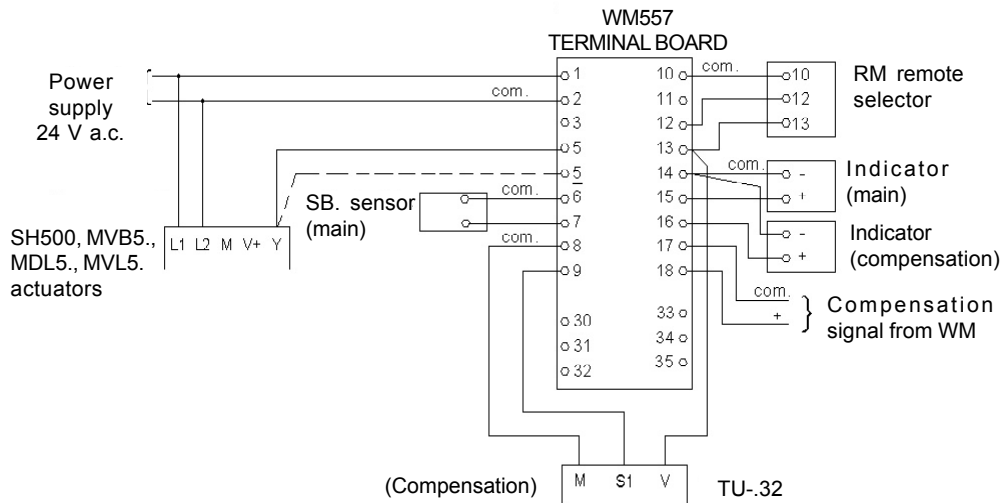 WM557
TERMINAL BOARD
Power
supply
24 V a.c.
com.
1
2
3
5
5
6
7
8
9
30
31
32
10
11
12
13
14
15
16
17
18
33
34
35
com.
10
12
13
RM remote
selector
com.
-
+
Indicator
(main)
-
+
Indicator
(compensation)
com.
+
} Compensation
signal from WM
SB. sensor
(main)
com.
com.
L1 L2 M V+ Y
SH500, MVB5.,
MDL5., MVL5.
actuators
(Compensation)
M S1 V
TU-.32